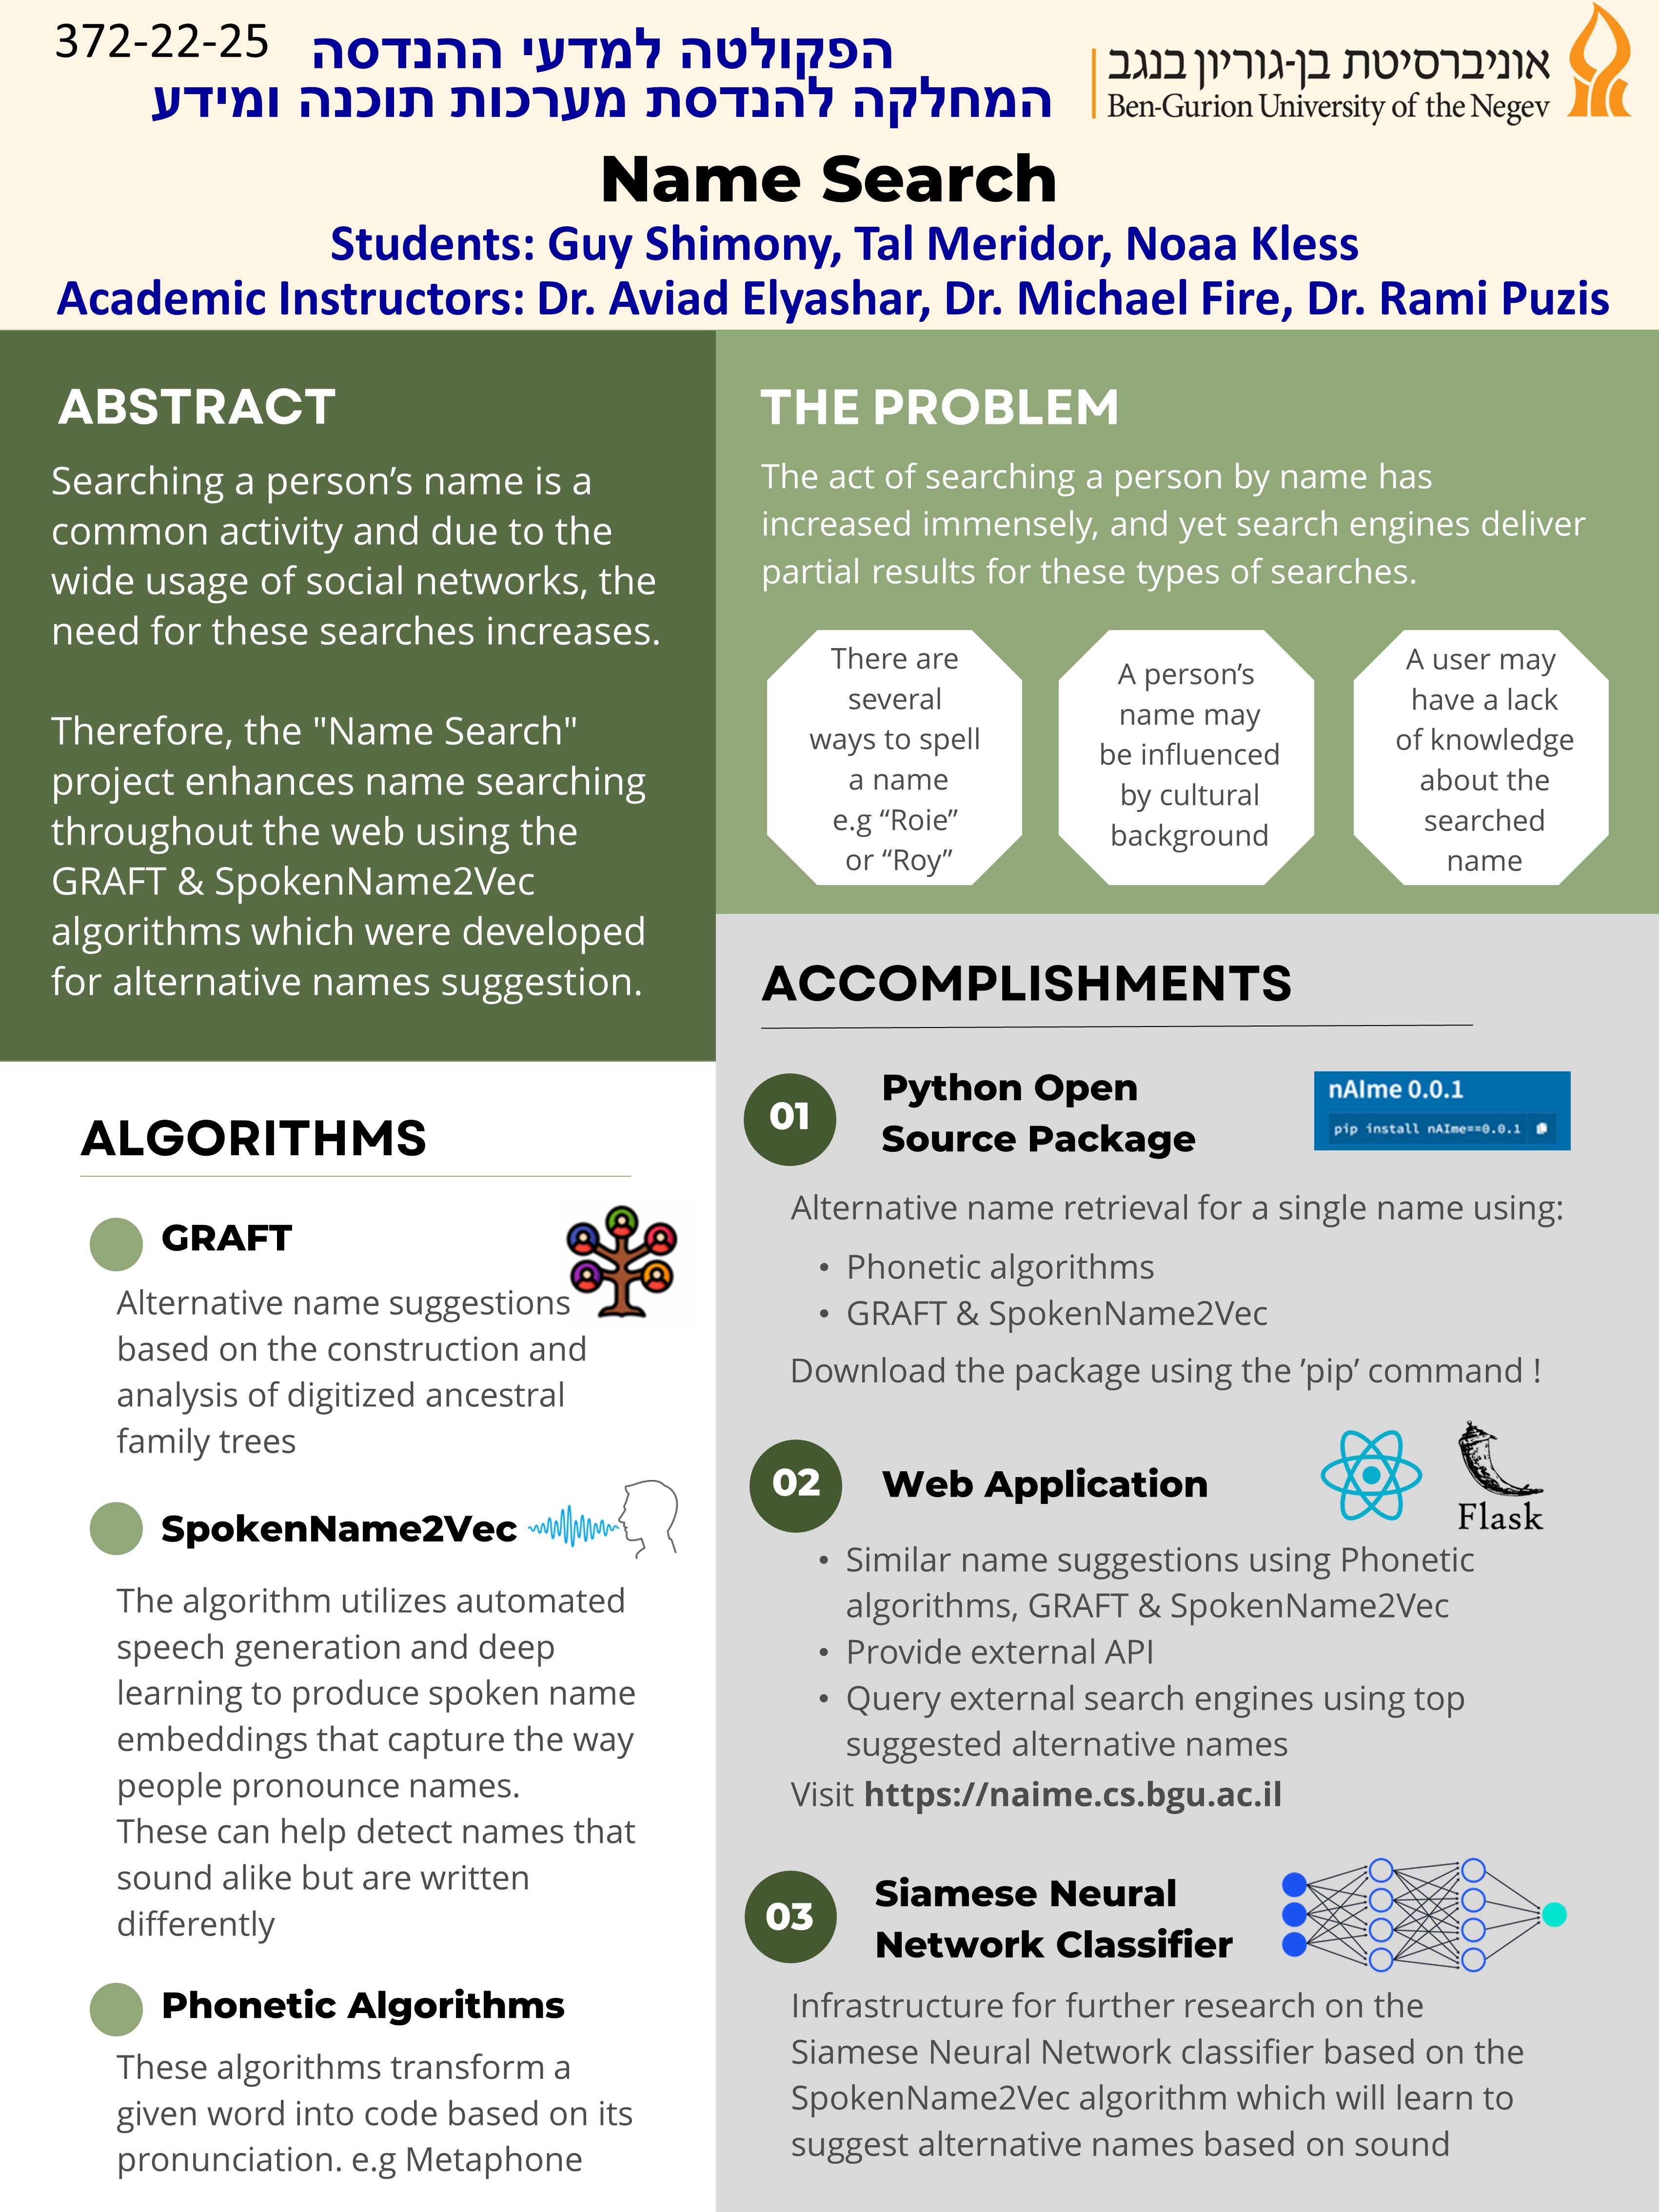 372-22-25
הפקולטה למדעי ההנדסה
המחלקה להנדסת מערכות תוכנה ומידע
אוניברסיטת בן-גוריון בנגב
Ben-Gurion University of the Negev
Name Search
Students: Guy Shimony, Tal Meridor, Noaa Kless
Academic Instructors: Dr. Aviad Elyashar, Dr. Michael Fire, Dr. Rami Puzis
ABSTRACT
Searching a person’s name is a
common activity and due to the
wide usage of social networks, the
need for these searches increases.
Therefore, the "Name Search"
project enhances name searching
throughout the web using the
GRAFT & SpokenName2Vec
algorithms which were developed
for alternative names suggestion.
THE PROBLEM
The act of searching a person by name has
increased immensely, and yet search engines deliver
partial results for these types of searches.
There are
several
ways to spell
a name
e.g “Roie”
or “Roy”
A person’s
name may
be influenced
by cultural
background
A user may
have a lack
of knowledge
about the
searched
name
ALGORITHMS
GRAFT
Alternative name suggestions
based on the construction and
analysis of digitized ancestral
family trees
SpokenName2Vec
The algorithm utilizes automated
speech generation and deep
learning to produce spoken name
embeddings that capture the way
people pronounce names.
These can help detect names that
sound alike but are written
differently
Phonetic Algorithms
These algorithms transform a
given word into code based on its
pronunciation. e.g Metaphone
ACCOMPLISHMENTS
01
Python Open
Source Package
nAIme 0.0.1
pip install nAIme==0.0.1
Alternative name retrieval for a single name using:
• Phonetic algorithms
• GRAFT & SpokenName2Vec
Download the package using the ’pip’ command !
02
Web Application
Flask
• Similar name suggestions using Phonetic
algorithms, GRAFT & SpokenName2Vec
• Provide external API
• Query external search engines using top
suggested alternative names
Visit https://naime.cs.bgu.ac.il
03
Siamese Neural
Network Classifier
Infrastructure for further research on the
Siamese Neural Network classifier based on the
SpokenName2Vec algorithm which will learn to
suggest alternative names based on sound